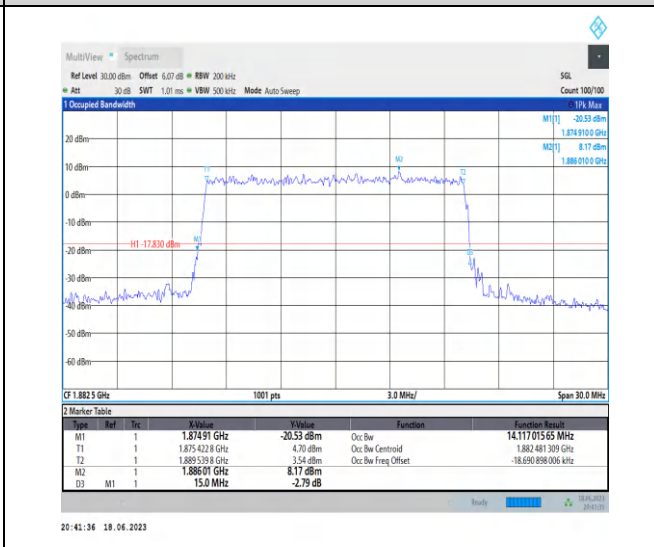 MultiView Spectrum
Ref Level 30.00 dBm Offset 6.07 dB RBW 200 kHz SGL
Att 30 dB SWT 1.01 ms VBW 500 kHz Mode Auto Sweep Count 100/100
1 Occupied Bandwidth 1Pk Max
M1[1] -20.53 dBm
1.874 910 0 GHz
M2[1] 8.17 dBm
1.886 010 0 GHz
20 dBm
10 dBm
0 dBm
-10 dBm
-20 dBm
-30 dBm
-40 dBm
-50 dBm
-60 dBm
T1
M2
T2
H1 -17.830 dBm
M1
D3
CF 1.882 5 GHz 1001 pts 3.0 MHz/ Span 30.0 MHz
2 Marker Table
Type Ref Trc X-Value Y-Value Function Function Result
M1 1 1.874 91 GHz -20.53 dBm Occ Bw 14.117 015 65 MHz
T1 1 1.875 422 8 GHz 4.70 dBm Occ Bw Centroid 1.882 481 309 GHz
T2 1 1.889 539 8 GHz 3.54 dBm Occ Bw Freq Offset -18.690 898 006 kHz
M2 1 1.886 01 GHz 8.17 dBm
D3 M1 1 15.0 MHz -2.79 dB
Ready 18.06.2023
20:41:35
20:41:36 18.06.2023